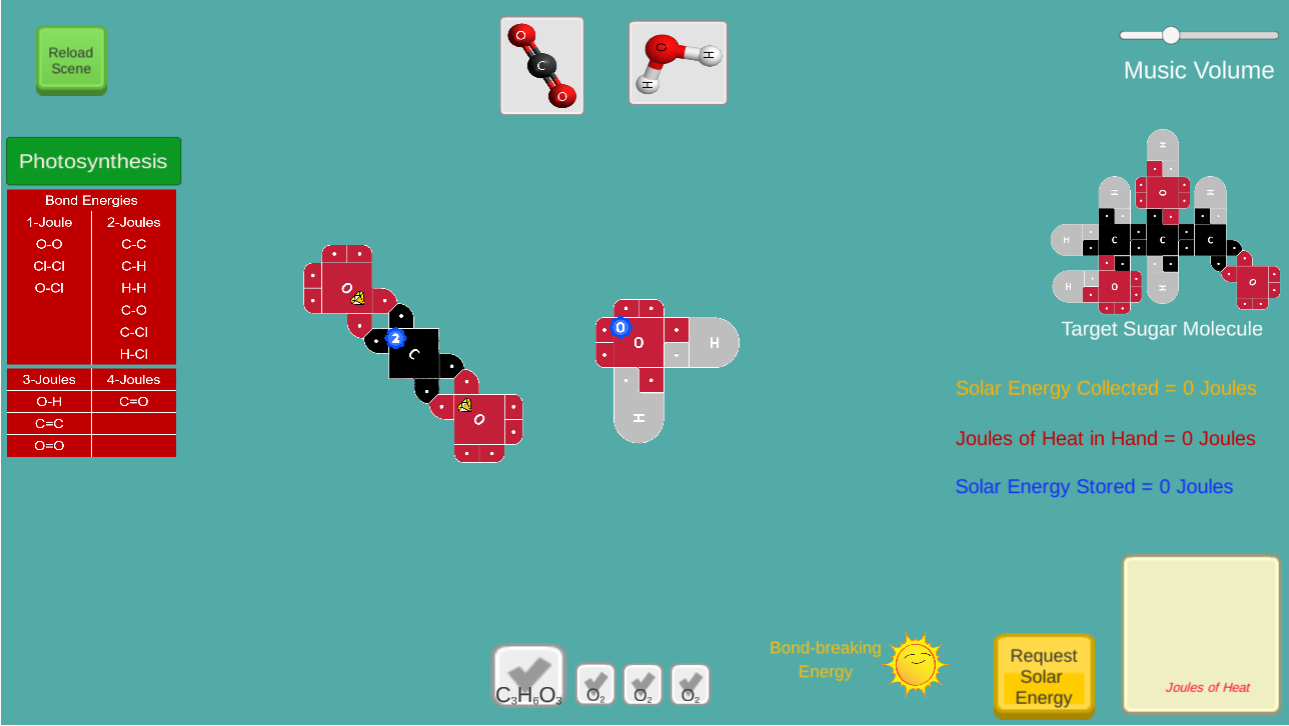 Reload
Scene
O
C
O
O
H
H
Music Volume
Photosynthesis
Bond Energies
1-Joule 2-Joules
O-O C-C
Cl-Cl C-H
O-Cl H-H
C-O
C-Cl
H-Cl
3-Joules 4-Joules
O-H C=O
C=C
O=O
O
2
C
O
0
O
H
H
H
H
O
H
H
C
C
C
H
O
H
O
Target Sugar Molecule
Solar Energy Collected = 0 Joules
Joules of Heat in Hand = 0 Joules
Solar Energy Stored = 0 Joules
C₃H₆O₃
O₂
O₂
O₂
Bond-breaking
Energy
Request
Solar
Energy
Joules of Heat